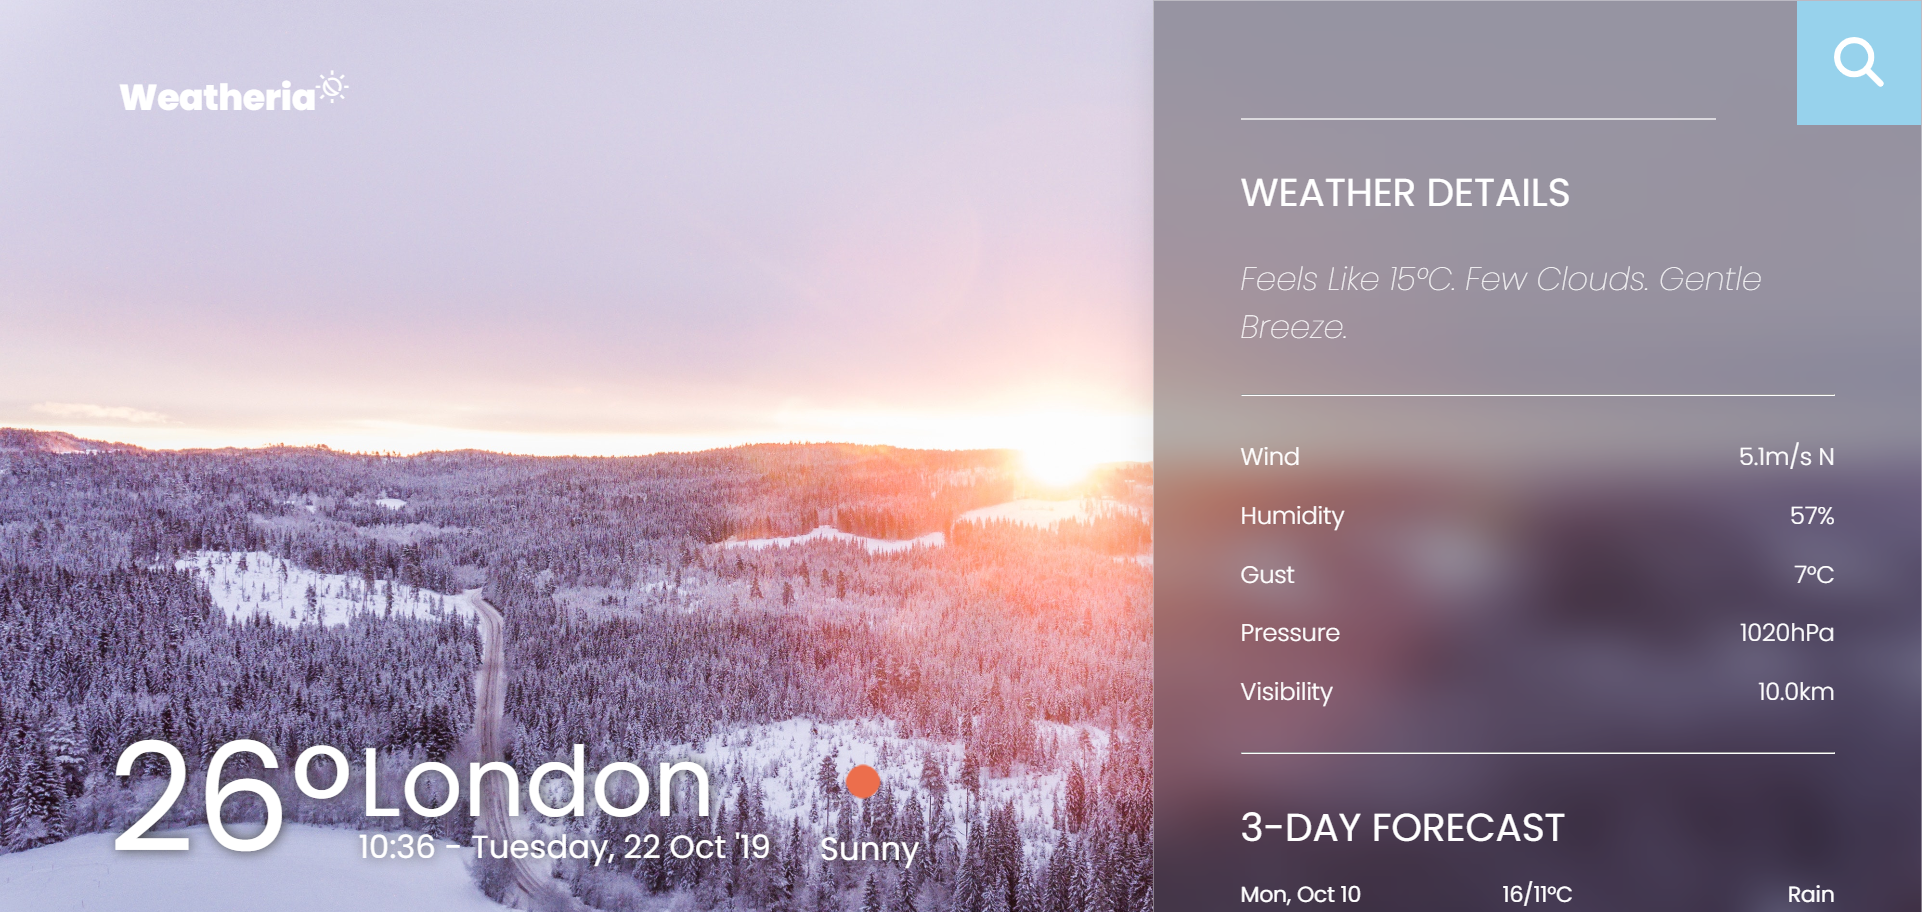 Weatheria
26°
London
10:36 - Tuesday, 22 Oct '19
Sunny
WEATHER DETAILS
Feels Like 15°C. Few Clouds. Gentle
Breeze.
Wind 5.1m/s N
Humidity 57%
Gust 7°C
Pressure 1020hPa
Visibility 10.0km
3-DAY FORECAST
Mon, Oct 10 16/11°C Rain